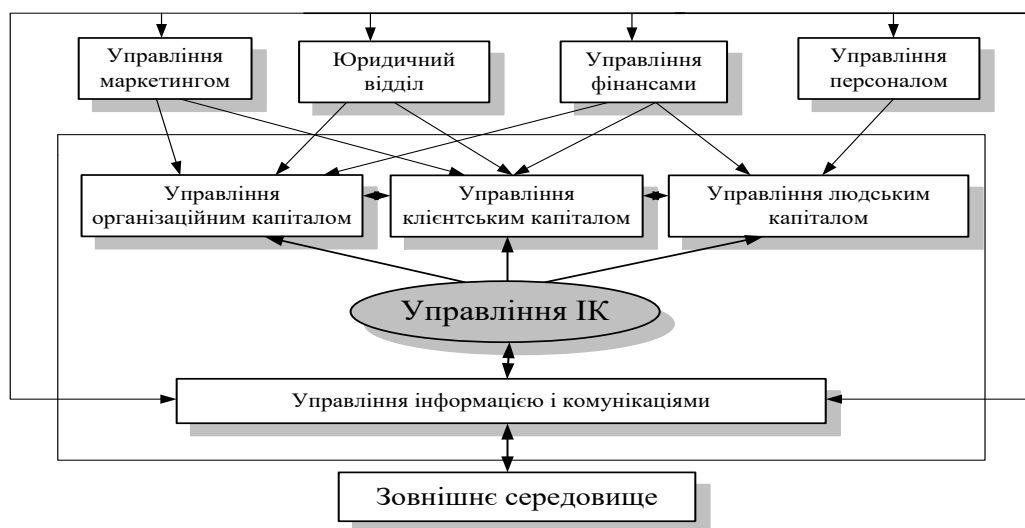 Управління
маркетингом
Юридичний
відділ
Управління
фінансами
Управління
персоналом
Управління
організаційним капіталом
Управління
клієнтським капіталом
Управління людським
капіталом
Управління ІК
Управління інформацією і комунікаціями
Зовнішнє середовище